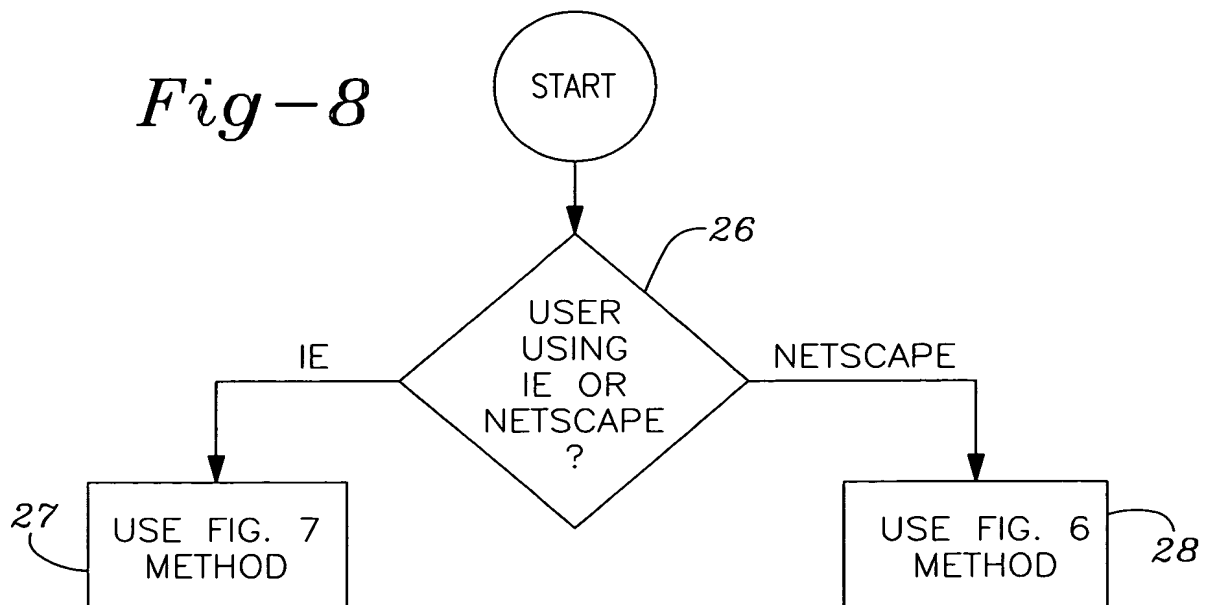 Fig-8
START
26
USER
USING
IE OR
NETSCAPE
?
IE
NETSCAPE
27
USE FIG. 7
METHOD
USE FIG. 6
METHOD
28